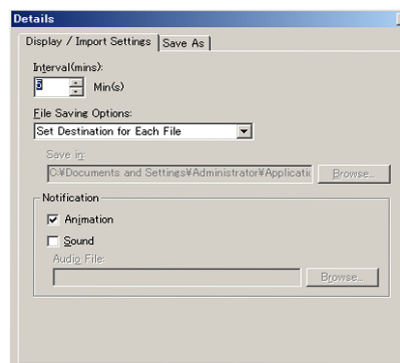 Details
Display / Import Settings Save As
Interval(mins):
5 Min(s)
File Saving Options:
Set Destination for Each File
Save in:
C:¥Documents and Settings¥Administrator¥Applicati Browse...
Notification
Animation
Sound
Audio File:
Browse...